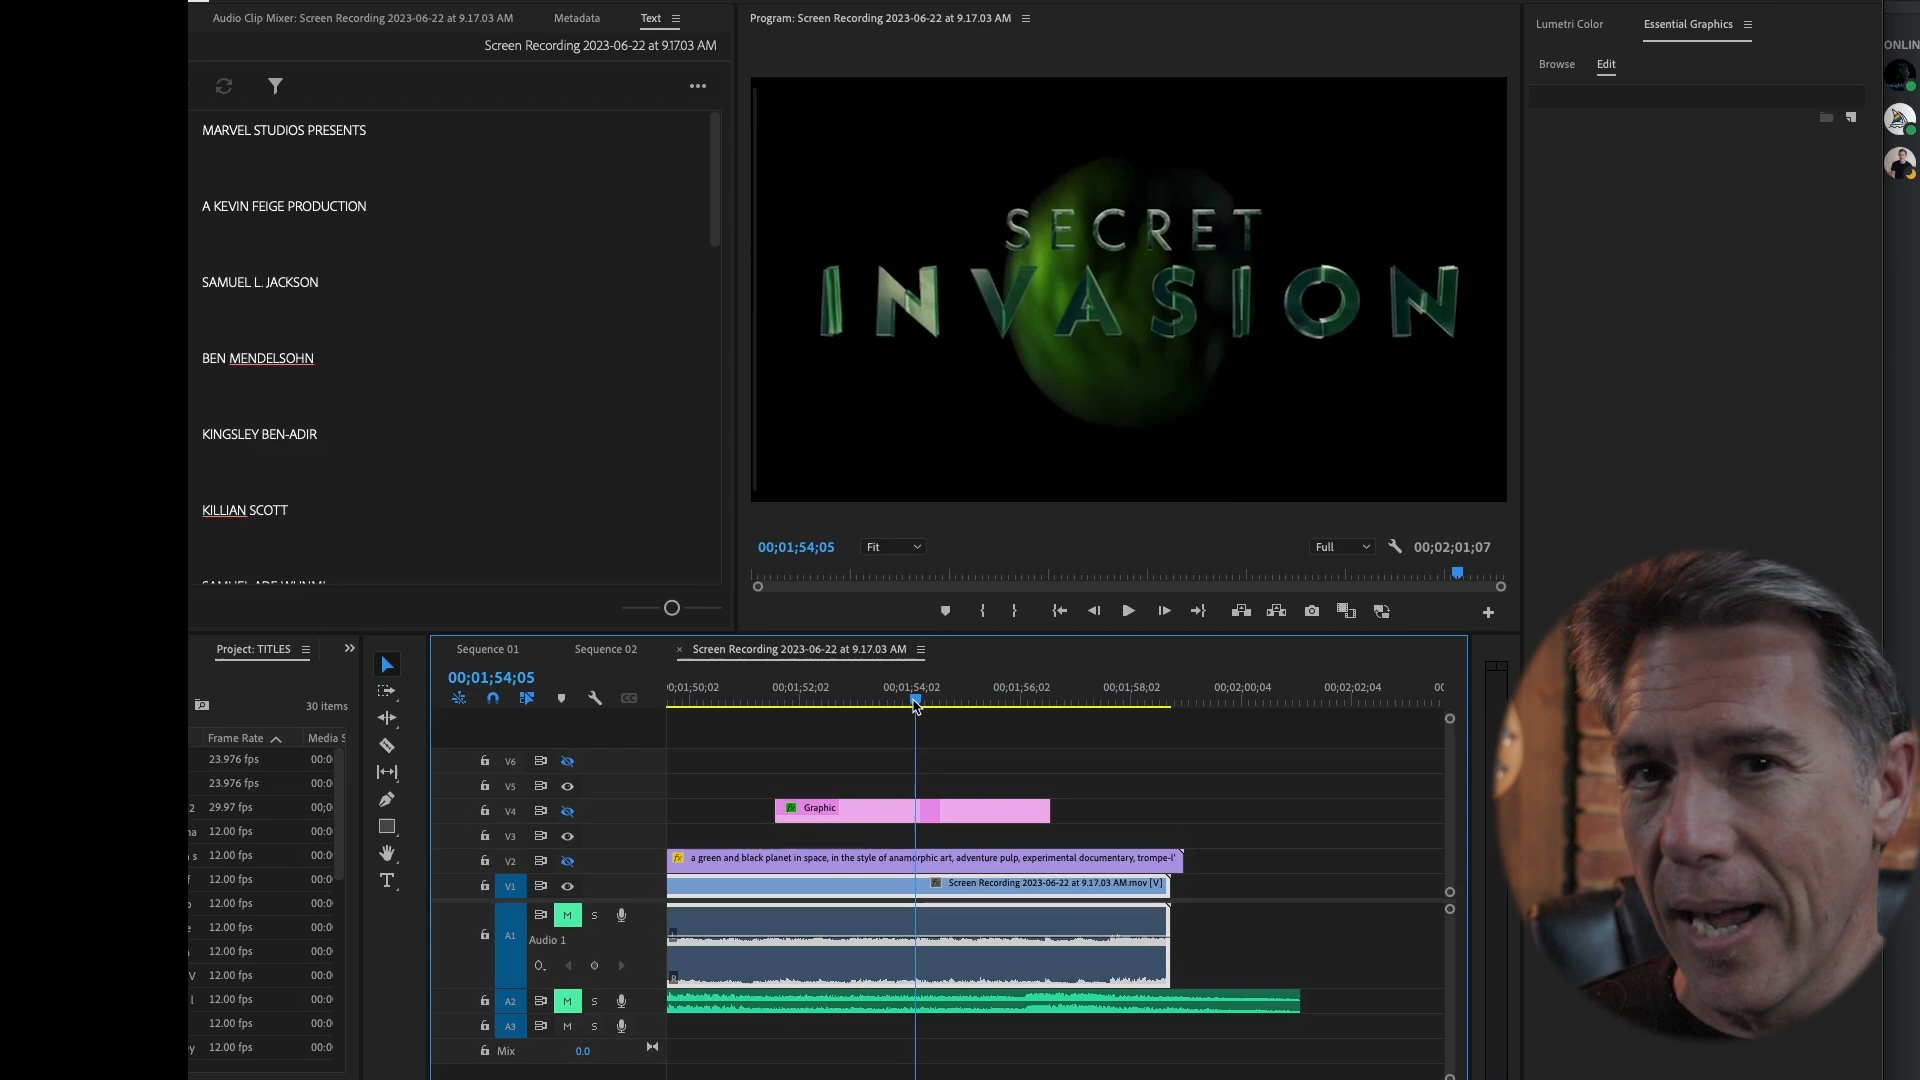 Audio Clip Mixer: Screen Recording 2023-06-22 at 9.17.03 AM
Metadata
Text
Program: Screen Recording 2023-06-22 at 9.17.03 AM
Lumetri Color
Essential Graphics
ONLIN
Screen Recording 2023-06-22 at 9.17.03 AM
Browse
Edit
MARVEL STUDIOS PRESENTS
A KEVIN FEIGE PRODUCTION
SAMUEL L. JACKSON
BEN MENDELSOHN
KINGSLEY BEN-ADIR
KILLIAN SCOTT
SECRET
INVASION
00;01;54;05
Fit
Full
00;02;01;07
Project: TITLES
30 items
Frame Rate
Media S
23.976 fps
00:0
23.976 fps
00:0
2
29.97 fps
00;0
na
12.00 fps
00:0
s
12.00 fps
00:0
f
12.00 fps
00:0
o
12.00 fps
00:0
e
12.00 fps
00:0
n
12.00 fps
00:0
V
12.00 fps
00:0
l
12.00 fps
00:0
12.00 fps
00:0
y
12.00 fps
00:0
Sequence 01
Sequence 02
× Screen Recording 2023-06-22 at 9.17.03 AM
00;01;54;05
00;01;50;02
00;01;52;02
00;01;54;02
00;01;56;02
00;01;58;02
00;02;00;04
00;02;02;04
00
V6
V5
V4
fx Graphic
V3
V2
fx a green and black planet in space, in the style of anamorphic art, adventure pulp, experimental documentary, trompe-l'
V1
fx Screen Recording 2023-06-22 at 9.17.03 AM.mov [V]
A1
M
S
Audio 1
L
R
A2
M
S
A3
M
S
Mix
0.0